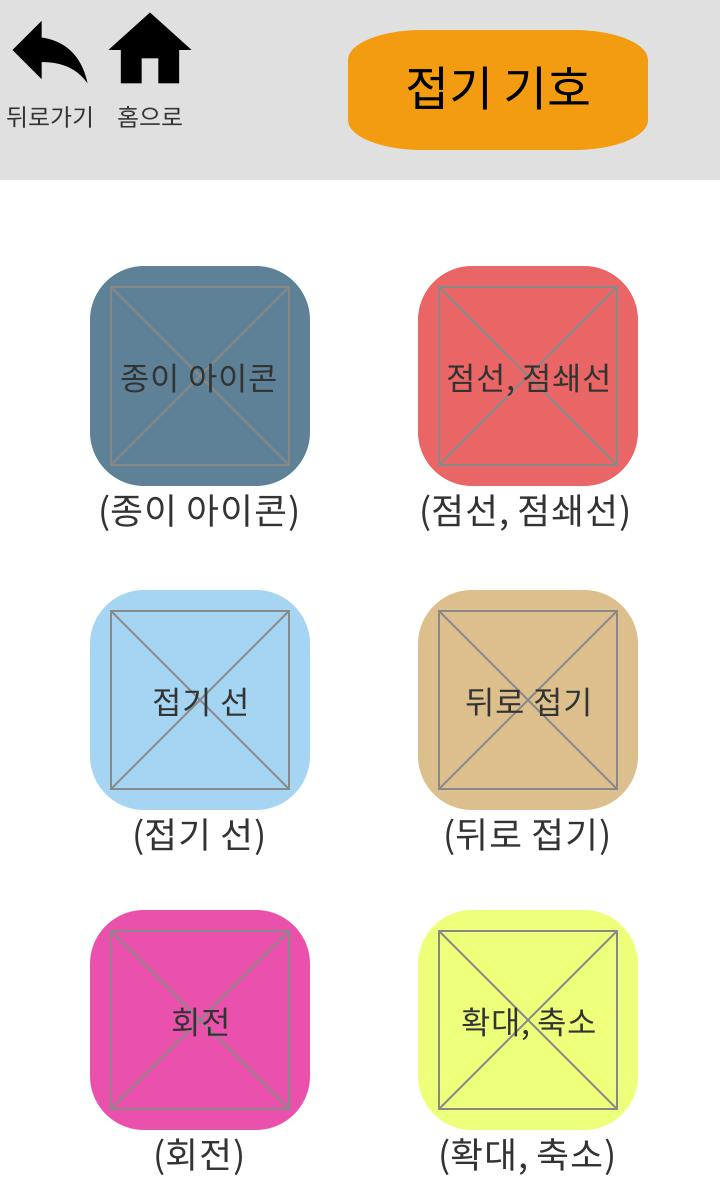 뒤로가기
홈으로
접기 기호
종이 아이콘
점선, 점쇄선
(종이 아이콘)
(점선, 점쇄선)
접기 선
뒤로 접기
(접기 선)
(뒤로 접기)
회전
확대, 축소
(회전)
(확대, 축소)